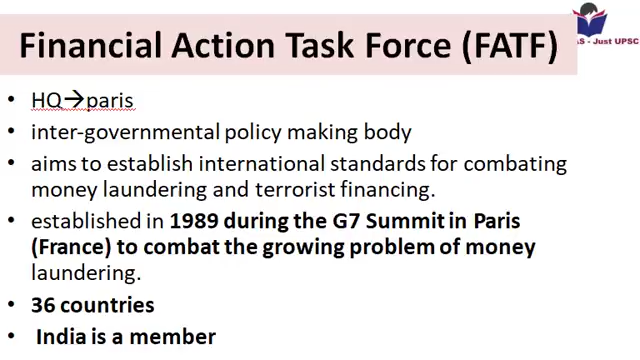 Financial Action Task Force (FATF)
- Just UPSC
• HQ→paris
• inter-governmental policy making body
• aims to establish international standards for combating
money laundering and terrorist financing.
• established in 1989 during the G7 Summit in Paris
(France) to combat the growing problem of money
laundering.
• 36 countries
• India is a member